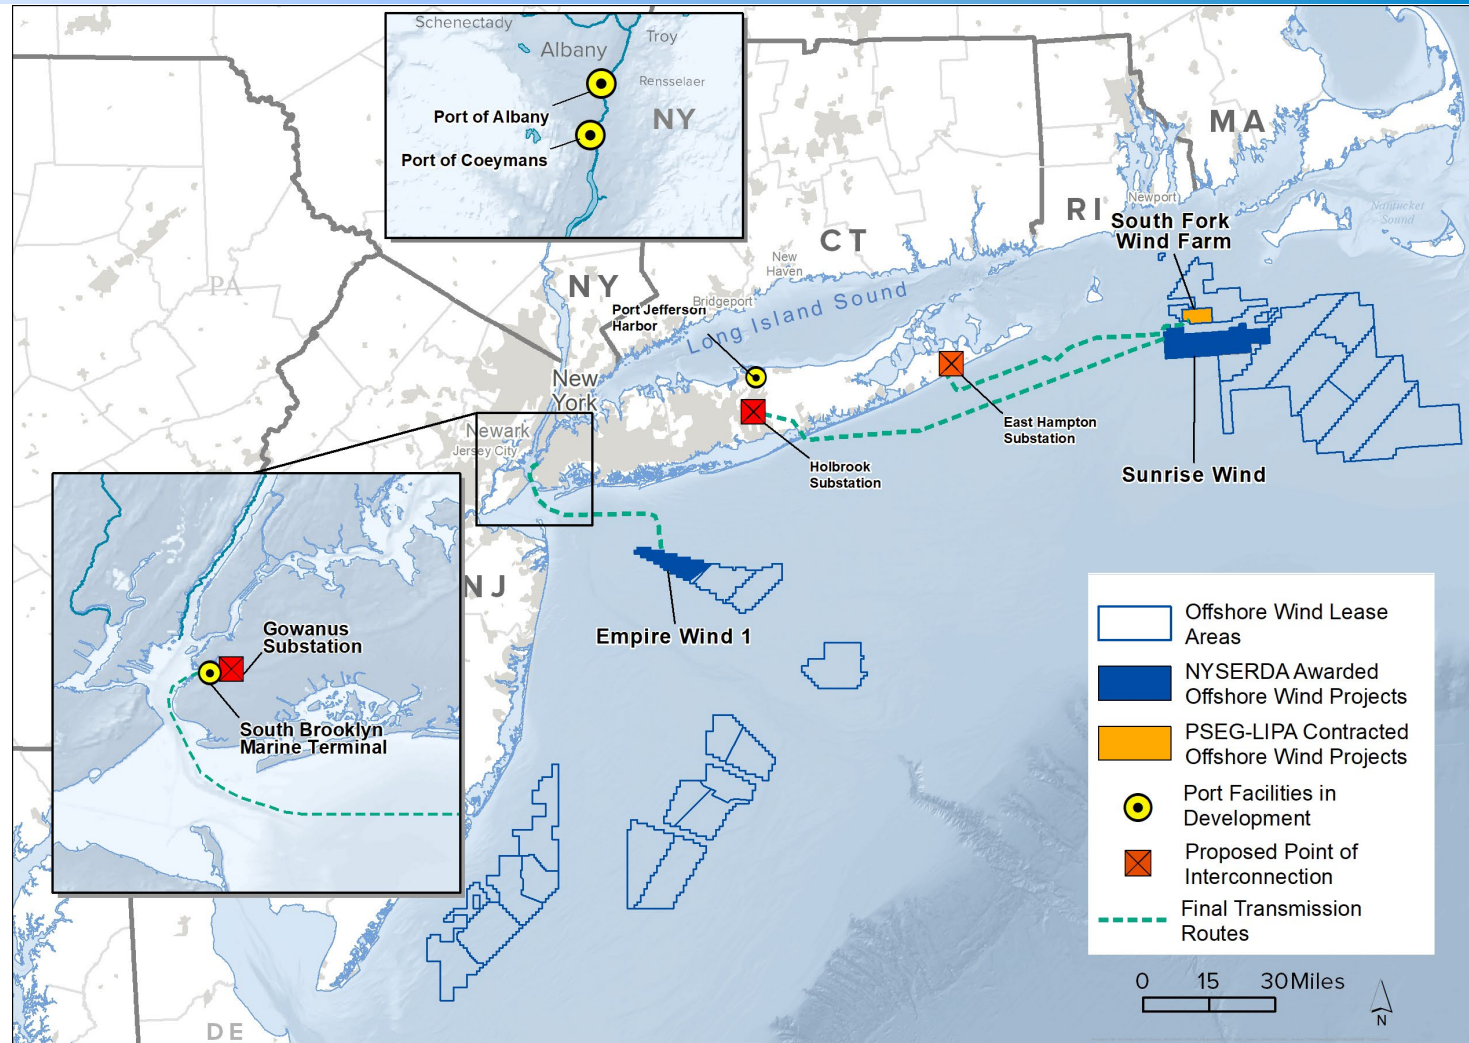 Schenectady
Troy
Albany
Rensselaer
Port of Albany
NY
Port of Coeymans
MA
RI
Newport
Nantucket
Sound
South Fork
Wind Farm
CT
New
Haven
PA
NY
Bridgeport
Port Jefferson
Harbor
Long Island Sound
New
York
Newark
Jersey City
East Hampton
Substation
Holbrook
Substation
Sunrise Wind
NJ
Empire Wind 1
Gowanus
Substation
South Brooklyn
Marine Terminal
DE
Offshore Wind Lease
Areas
NYSERDA Awarded
Offshore Wind Projects
PSEG-LIPA Contracted
Offshore Wind Projects
Port Facilities in
Development
Proposed Point of
Interconnection
Final Transmission
Routes
0 15 30 Miles
N